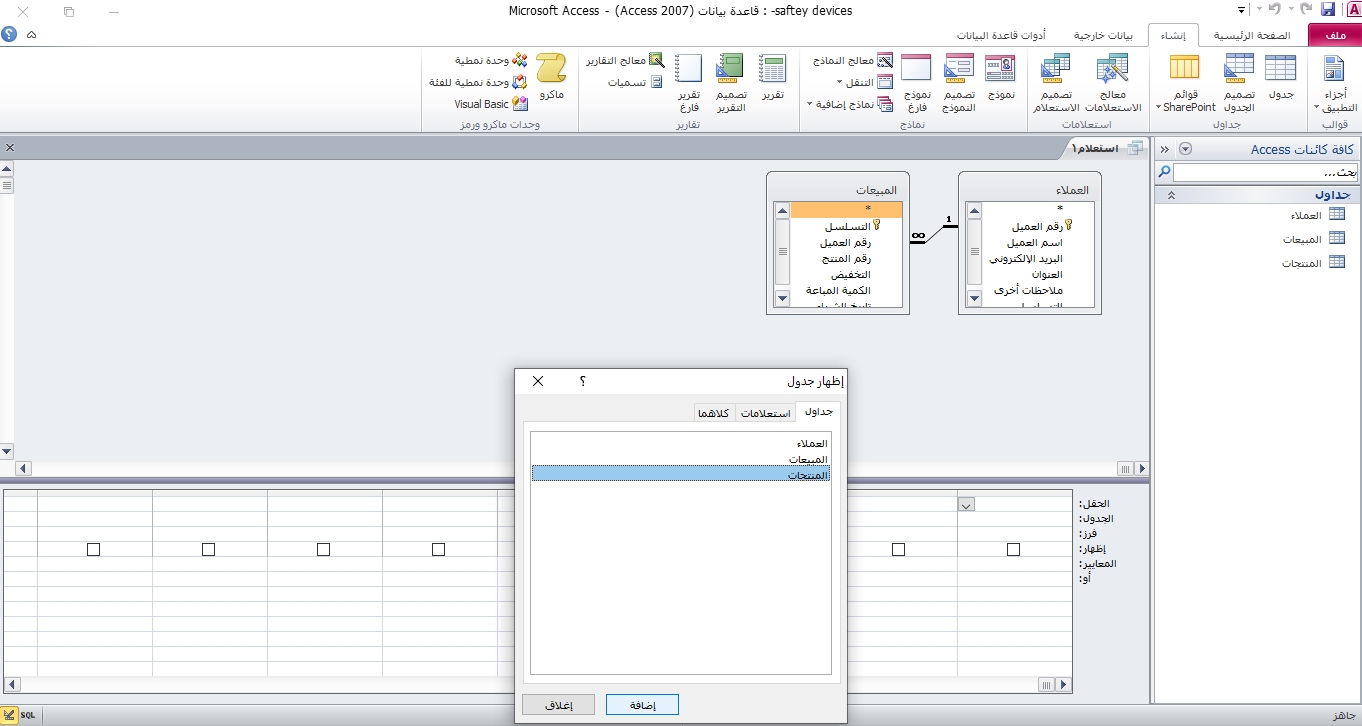 saftey devices- : قاعدة بيانات (Access 2007) - Microsoft Access
ملف
الصفحة الرئيسية
إنشاء
بيانات خارجية
أدوات قاعدة البيانات
أجزاء التطبيق
قوالب
جدول
تصميم الجدول
قوائم SharePoint
جدول
معالج الاستعلامات
تصميم الاستعلام
استعلامات
نموذج
تصميم النموذج
نموذج فارغ
معالج النماذج
التنقل
نماذج إضافية
نماذج
تقرير
تصميم التقرير
تقرير فارغ
معالج التقارير
تسميات
تقارير
ماكرو
وحدة نمطية
وحدة نمطية للفئة
Visual Basic
وحدات ماكرو ورمز
كافة كائنات Access
بحث...
جداول
العملاء
المبيعات
المنتجات
استعلام١
العملاء
*
رقم العميل
اسم العميل
البريد الإلكتروني
العنوان
ملاحظات أخرى
1
∞
المبيعات
*
التسلسل
رقم العميل
رقم المنتج
التخفيض
الكمية المباعة
تاريخ الشراء
إظهار جدول
؟
جداول
استعلامات
كلاهما
العملاء
المبيعات
المنتجات
إضافة
إغلاق
الحقل:
الجدول:
فرز:
إظهار:
المعايير:
أو:
جاهز
SQL